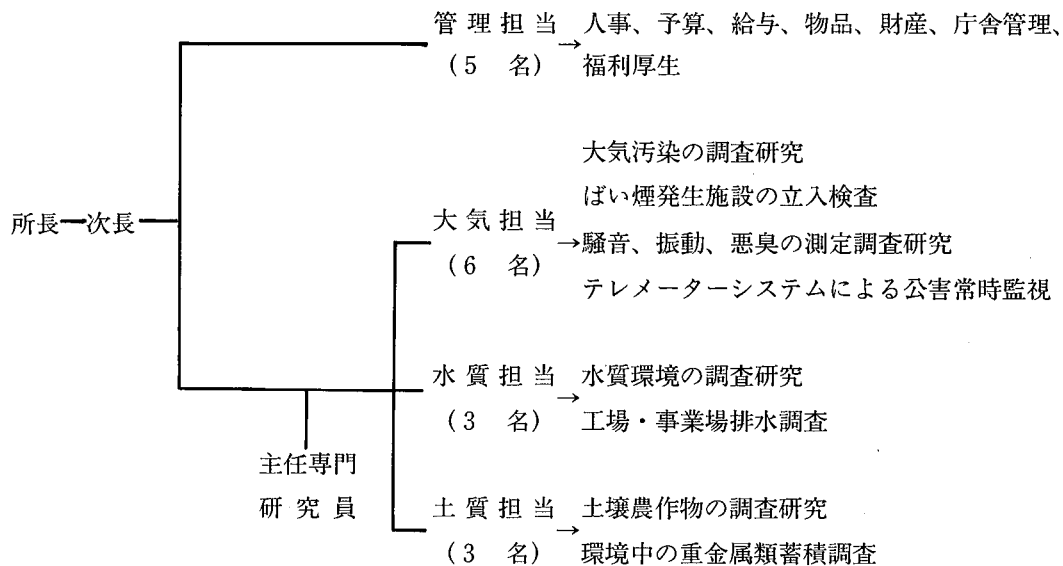 所長 次長
管理担当
(5 名)
→
人事、予算、給与、物品、財産、庁舎管理、
福利厚生
大気担当
(6 名)
→
大気汚染の調査研究
ばい煙発生施設の立入検査
騒音、振動、悪臭の測定調査研究
テレメーターシステムによる公害常時監視
主任専門
研究員
水質担当
(3 名)
→
水質環境の調査研究
工場・事業場排水調査
土質担当
(3 名)
→
土壌農作物の調査研究
環境中の重金属類蓄積調査